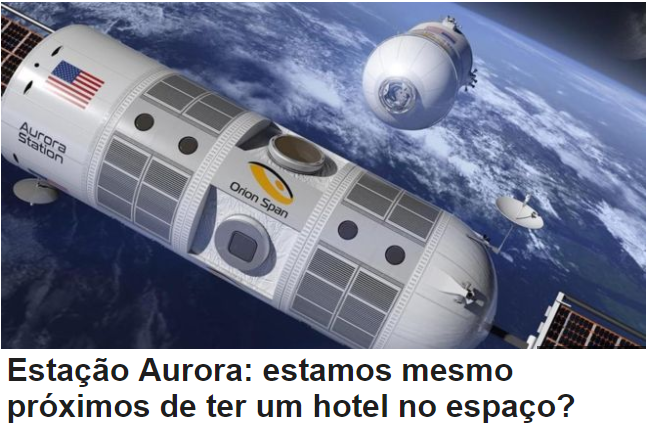 Aurora
Station
Orion Span
Estação Aurora: estamos mesmo
próximos de ter um hotel no espaço?